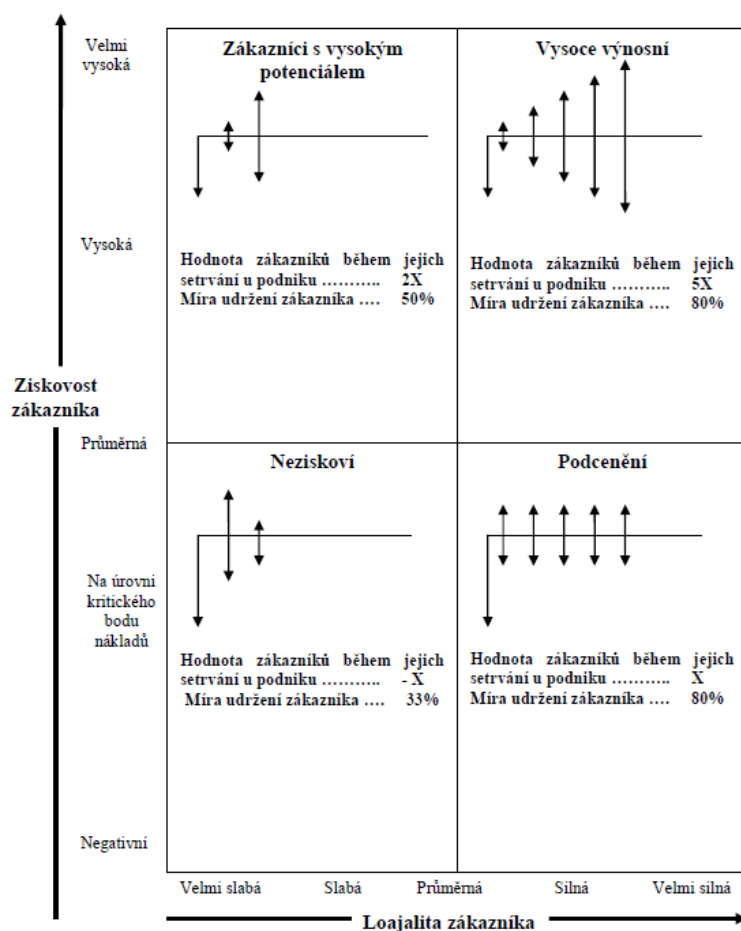 Velmi
vysoká
Zákazníci s vysokým
potenciálem
Vysoce výnosní
Vysoká
Hodnota zákazníků během jejich
setrvání u podniku ……….. 2X
Míra udržení zákazníka …. 50%
Hodnota zákazníků během jejich
setrvání u podniku ……….. 5X
Míra udržení zákazníka …. 80%
Ziskovost
zákazníka
Průměrná
Neziskoví
Podcenění
Na úrovni
kritického
bodu
nákladů
Hodnota zákazníků během jejich
setrvání u podniku ……….. - X
Míra udržení zákazníka …. 33%
Hodnota zákazníků během jejich
setrvání u podniku ……….. X
Míra udržení zákazníka …. 80%
Negativní
Velmi slabá Slabá Průměrná Silná Velmi silná
Loajalita zákazníka